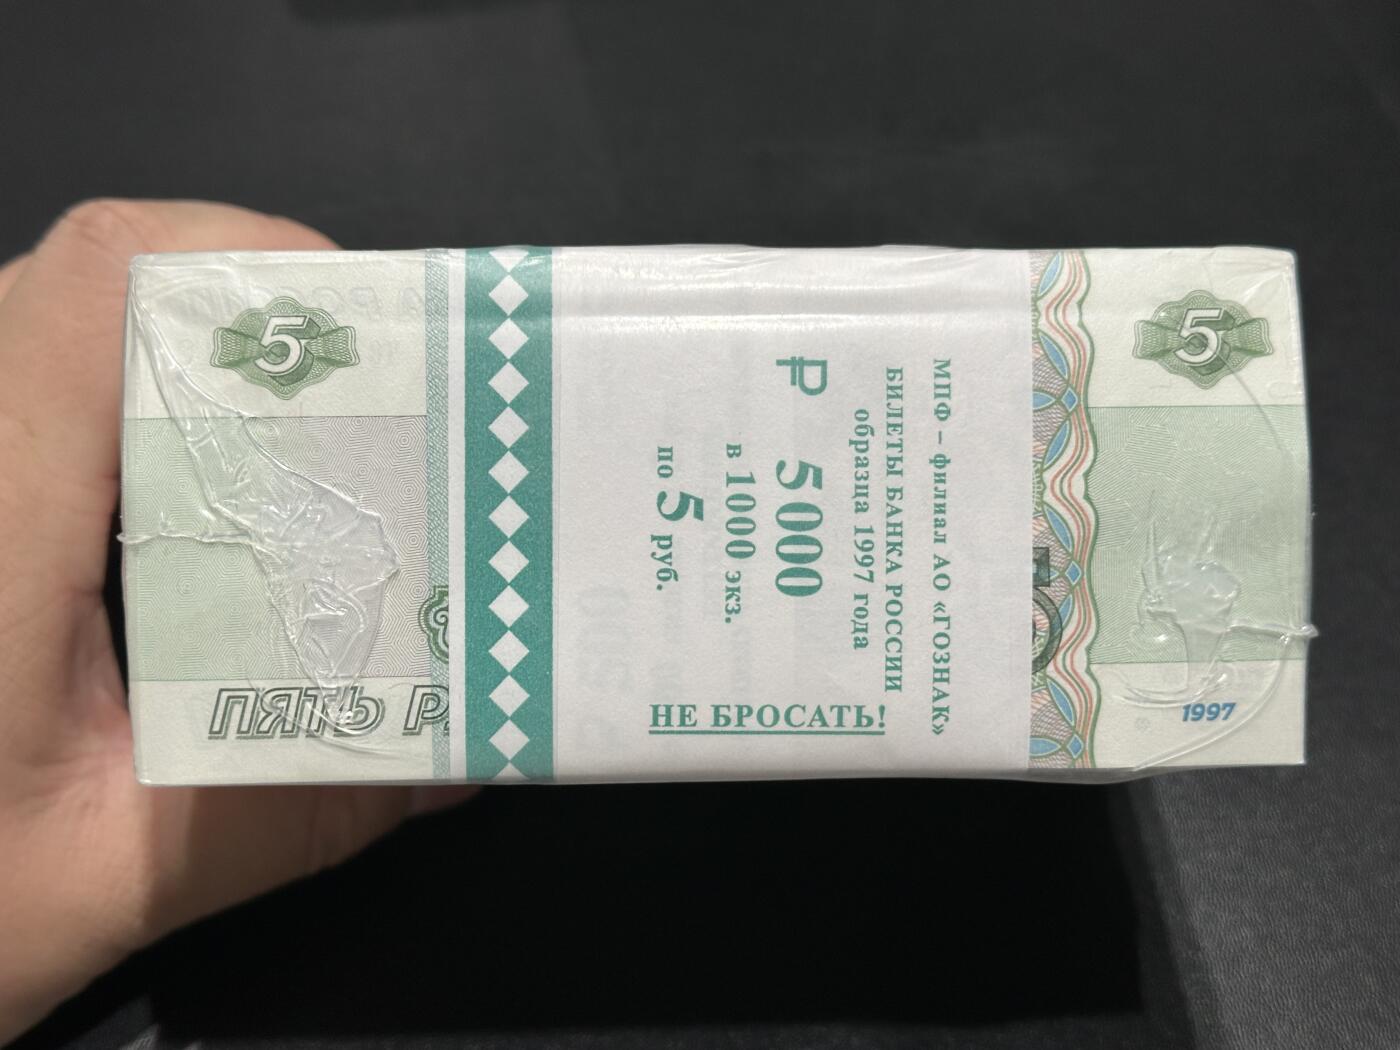 МПФ – филиал АО «ГОЗНАК»
БИЛЕТЫ БАНКА РОССИИ
образца 1997 года
₽ 5000
в 1000 экз.
по 5 руб.
НЕ БРОСАТЬ!
5
5
ПЯТЬ Р
1997